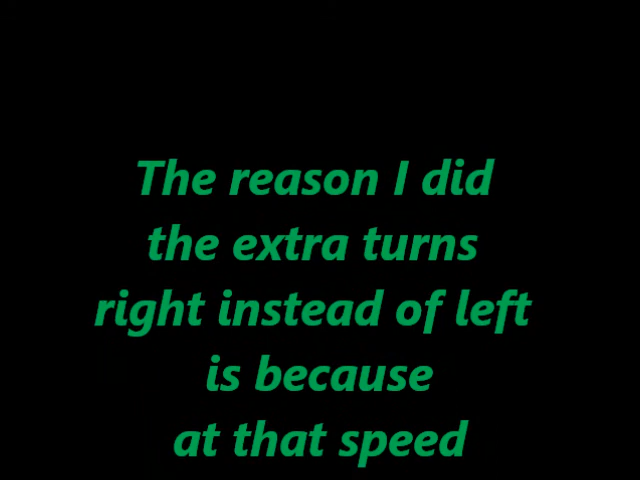 The reason I did
the extra turns
right instead of left
is because
at that speed